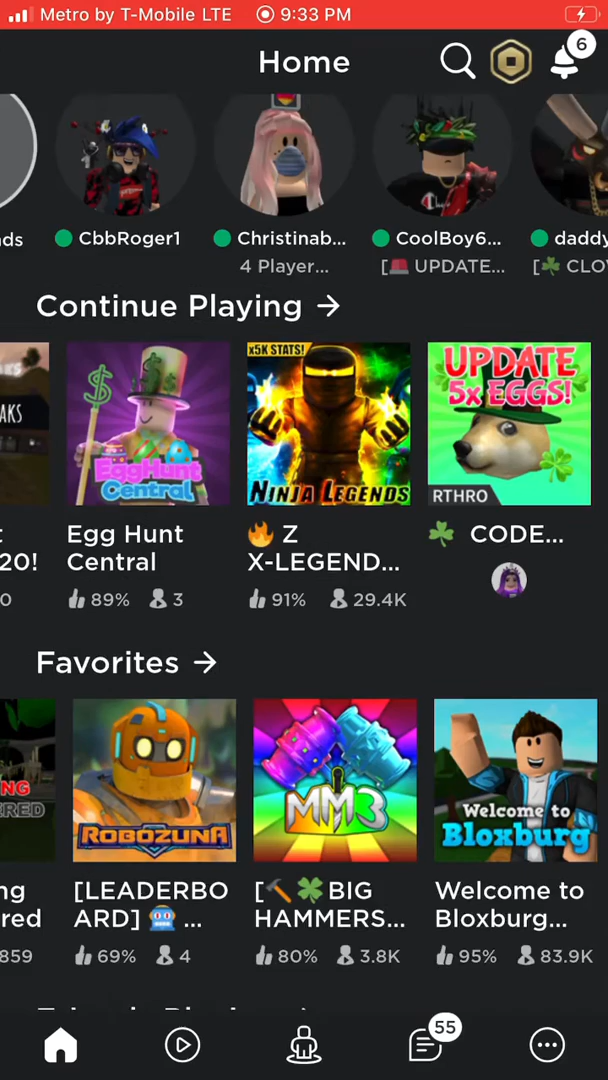 Metro by T-Mobile LTE 9:33 PM
Home
6
ds
CbbRoger1
Christinab...
CoolBoy6...
daddy
4 Player...
[🚨 UPDATE...
[☘️ CLO
Continue Playing →
AKS
$ $
EggHunt
Central
x5K STATS!
NINJA LEGENDS
UPDATE
5x EGGS!
RTHRO
t
20!
Egg Hunt
Central
🔥 Z
X-LEGEND...
☘️ CODE...
0
89% 3
91% 29.4K
Favorites →
NG
ERED
ROBOZUNA
MM3
Welcome to
Bloxburg
ng
red
[LEADERBO
ARD] 🤖 ...
[🔨🍀BIG
HAMMERS...
Welcome to
Bloxburg...
859
69% 4
80% 3.8K
95% 83.9K
55